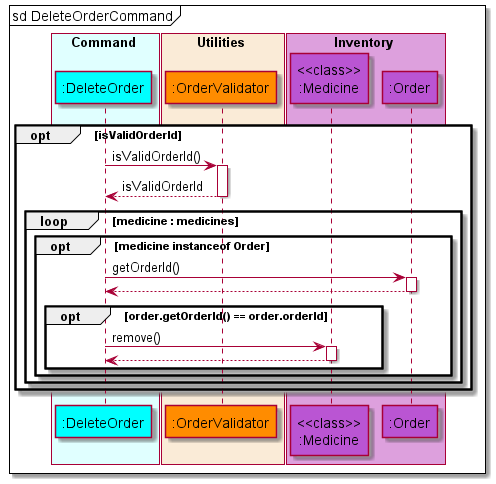 sd DeleteOrderCommand
Command Utilities Inventory
<<class>>
:DeleteOrder :OrderValidator :Medicine :Order
opt [isValidOrderId]
isValidOrderId()
isValidOrderId
loop [medicine : medicines]
opt [medicine instanceof Order]
getOrderId()
opt [order.getOrderId() == order.orderId]
remove()
<<class>>
:DeleteOrder :OrderValidator :Medicine :Order